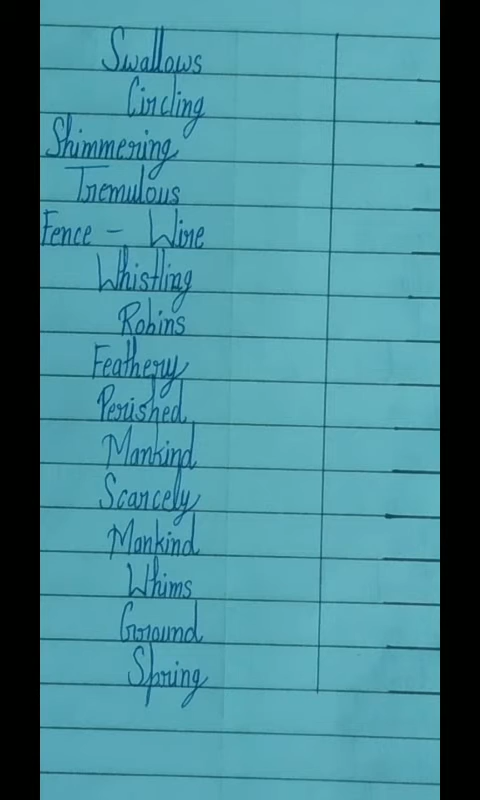 Swallows
Circling
Shimmering
Tremulous
Fence - Wire
Whistling
Robins
Feathery
Perished
Mankind
Scarcely
Mankind
Whims
Ground
Spring